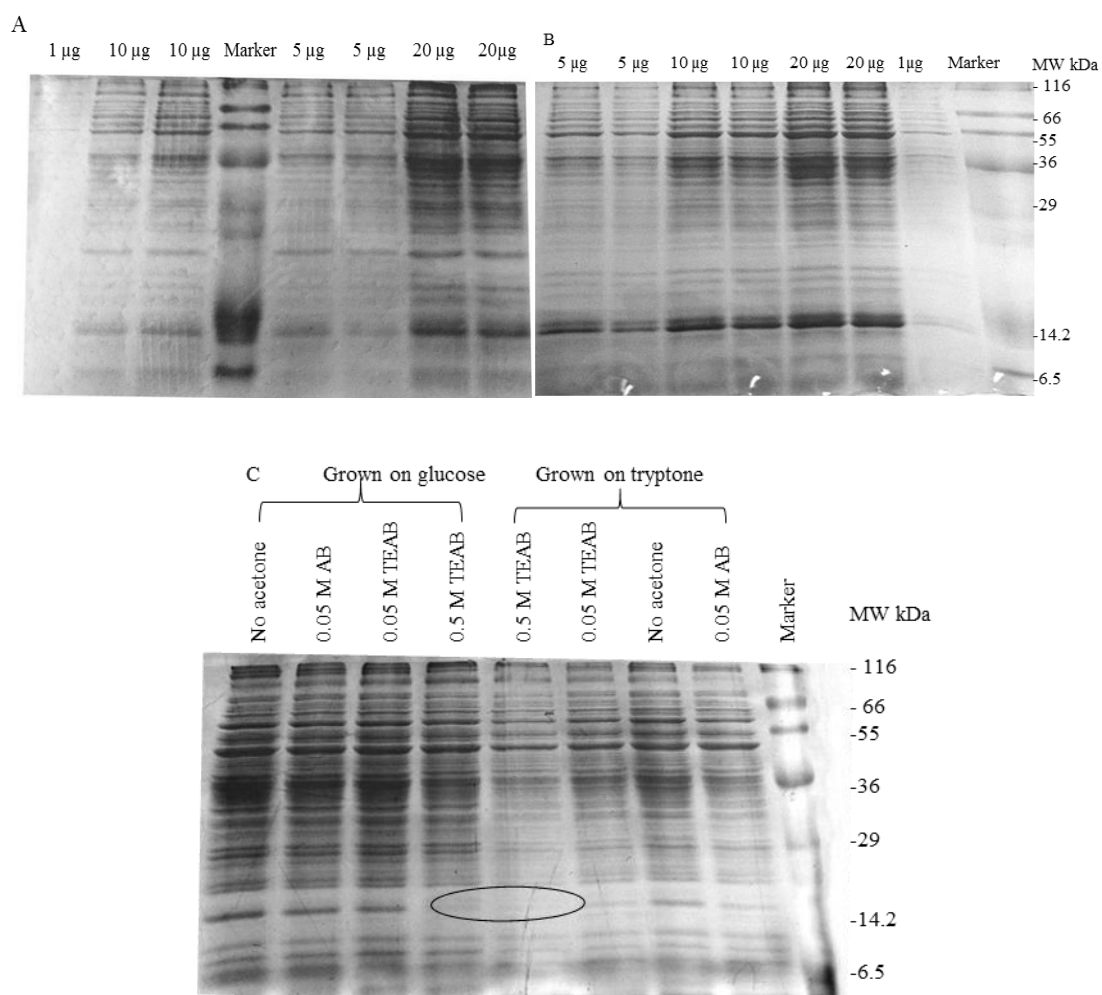 A
1 µg 10 µg 10 µg Marker 5 µg 5 µg 20 µg 20µg
B
5 µg 5 µg 10 µg 10 µg 20 µg 20 µg 1µg Marker MW kDa
- 116
- 66
-55
- 36
-29
-14.2
-6.5
C Grown on glucose Grown on tryptone
No acetone
0.05 M AB
0.05 M TEAB
0.5 M TEAB
0.5 M TEAB
0.05 M TEAB
No acetone
0.05 M AB
Marker
MW kDa
- 116
- 66
-55
-36
- 29
-14.2
-6.5